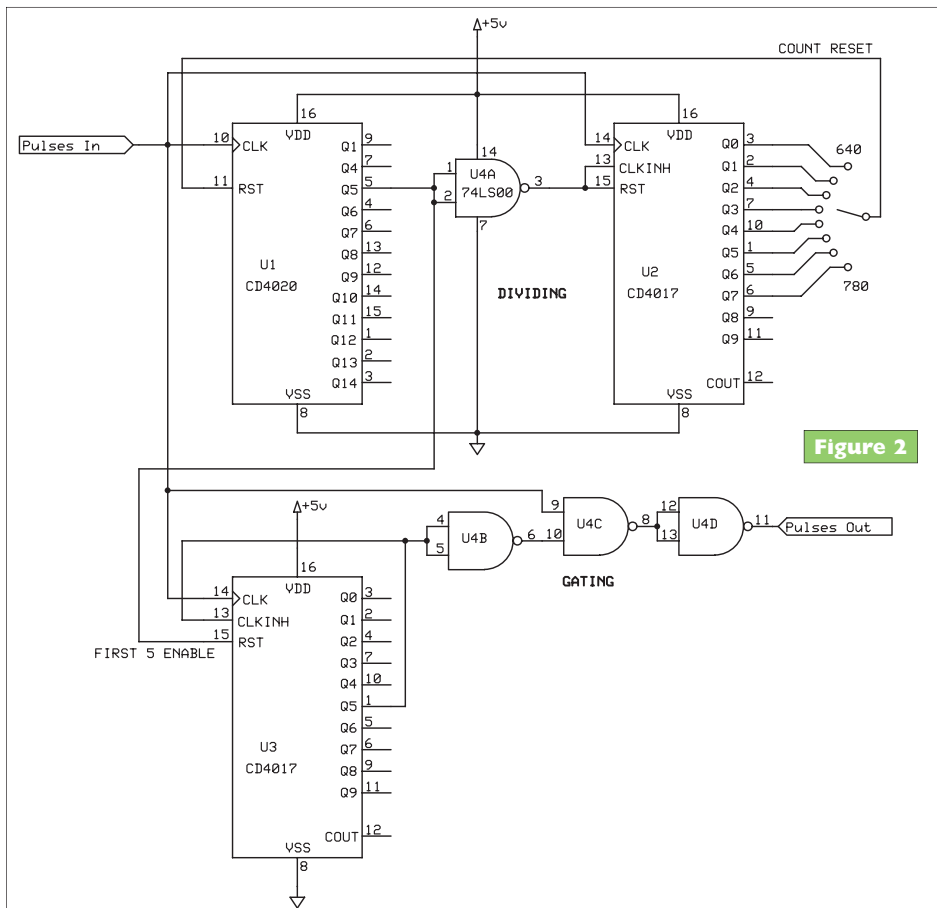 +5v
COUNT RESET
Pulses In
16
VDD
10
CLK
11
RST
Q1
9
Q4
7
Q5
5
Q6
4
Q7
6
Q8
13
Q9
12
Q10
14
Q11
15
Q12
1
Q13
2
Q14
3
U1
CD4020
VSS
8
14
1
2
U4A
74LS00
3
7
DIVIDING
16
VDD
14
CLK
13
CLKINH
15
RST
Q0
3
Q1
2
Q2
4
Q3
7
Q4
10
Q5
1
Q6
5
Q7
6
Q8
9
Q9
11
COUT
12
U2
CD4017
VSS
8
640
780
Figure 2
+5v
16
VDD
14
CLK
13
CLKINH
15
RST
FIRST 5 ENABLE
Q0
3
Q1
2
Q2
4
Q3
7
Q4
10
Q5
1
Q6
5
Q7
6
Q8
9
Q9
11
COUT
12
U3
CD4017
VSS
8
4
5
U4B
6
9
10
U4C
8
12
13
U4D
11
Pulses Out
GATING